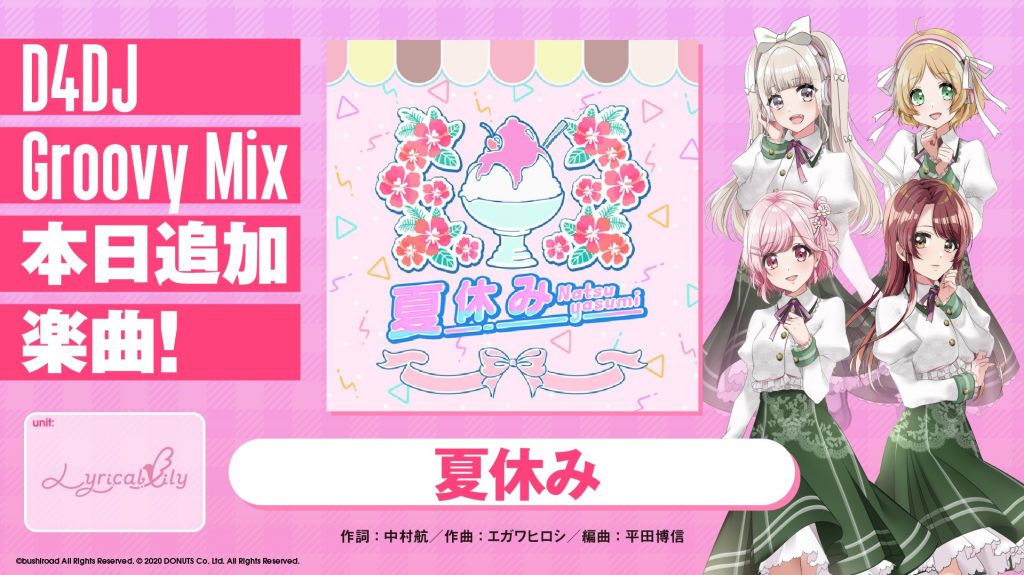 D4DJ
Groovy Mix
本日追加
楽曲!
夏休み Natsu
yasumi
unit:
Lyrical Lily
夏休み
作詞:中村航/作曲:エガワヒロシ/編曲:平田博信
©bushiroad All Rights Reserved. © 2020 DONUTS Co. Ltd. All Rights Reserved.